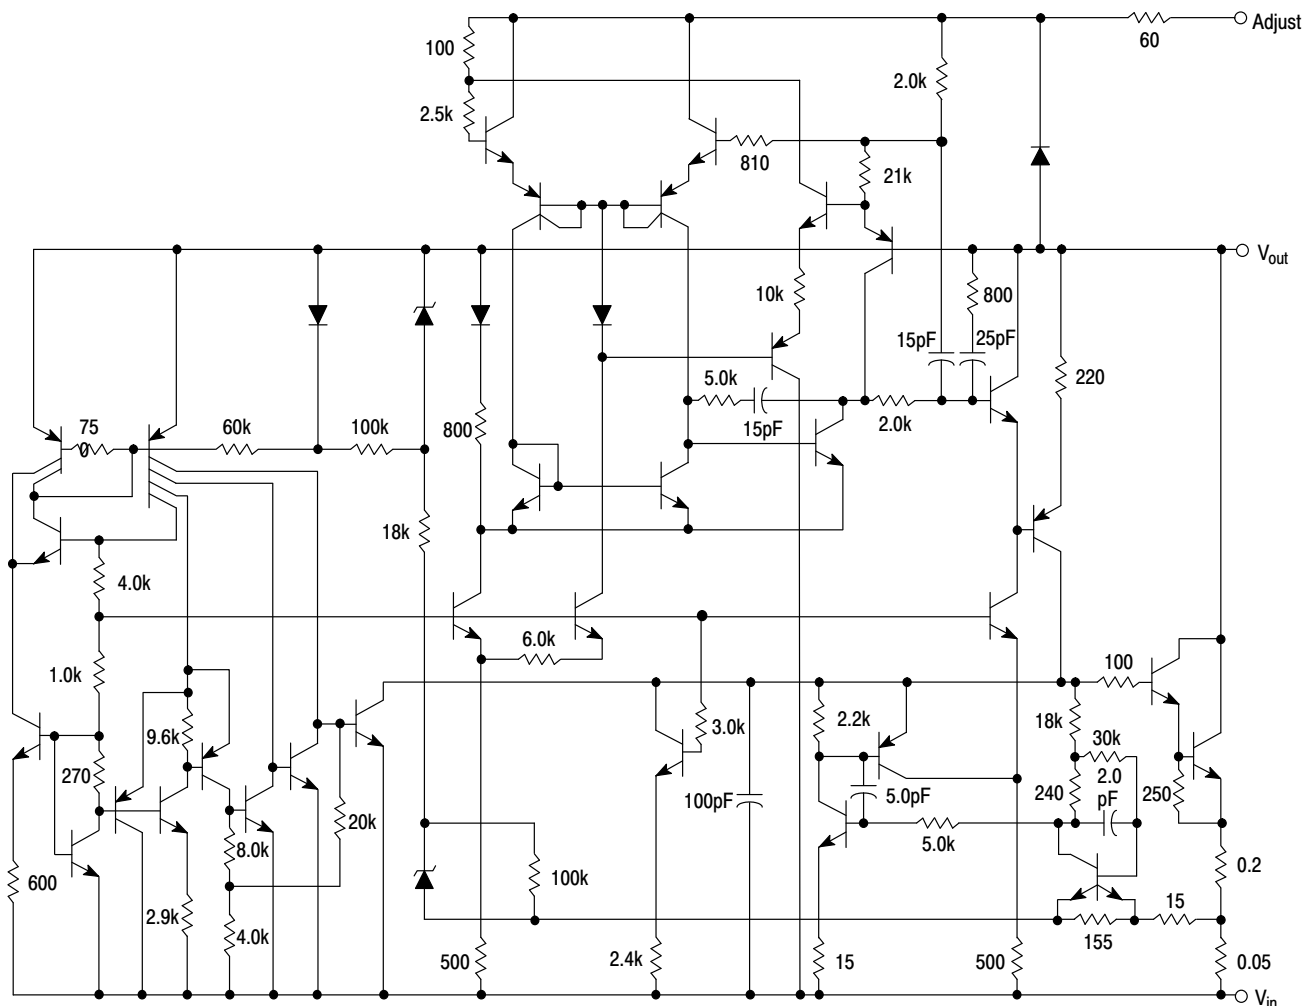 100
60
Adjust
2.0k
2.5k
810
21k
Vout
10k
800
15pF
25pF
5.0k
220
75
0
60k
100k
800
15pF
2.0k
18k
4.0k
6.0k
1.0k
100
3.0k
2.2k
18k
30k
9.6k
270
2.0
pF
5.0pF
240
250
100pF
20k
5.0k
8.0k
600
100k
0.2
2.9k
15
155
4.0k
500
2.4k
15
500
0.05
Vin